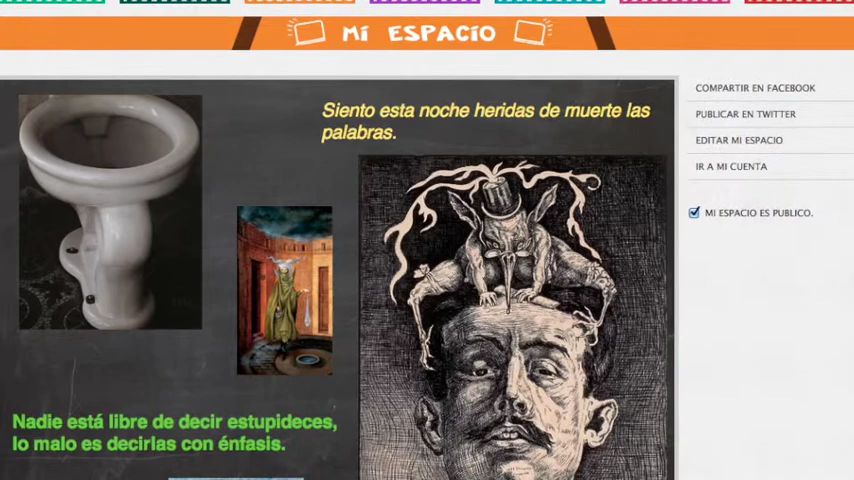 MI ESPACIO
Siento esta noche heridas de muerte las
palabras.
Nadie está libre de decir estupideces,
lo malo es decirlas con énfasis.
COMPARTIR EN FACEBOOK
PUBLICAR EN TWITTER
EDITAR MI ESPACIO
IR A MI CUENTA
MI ESPACIO ES PUBLICO.